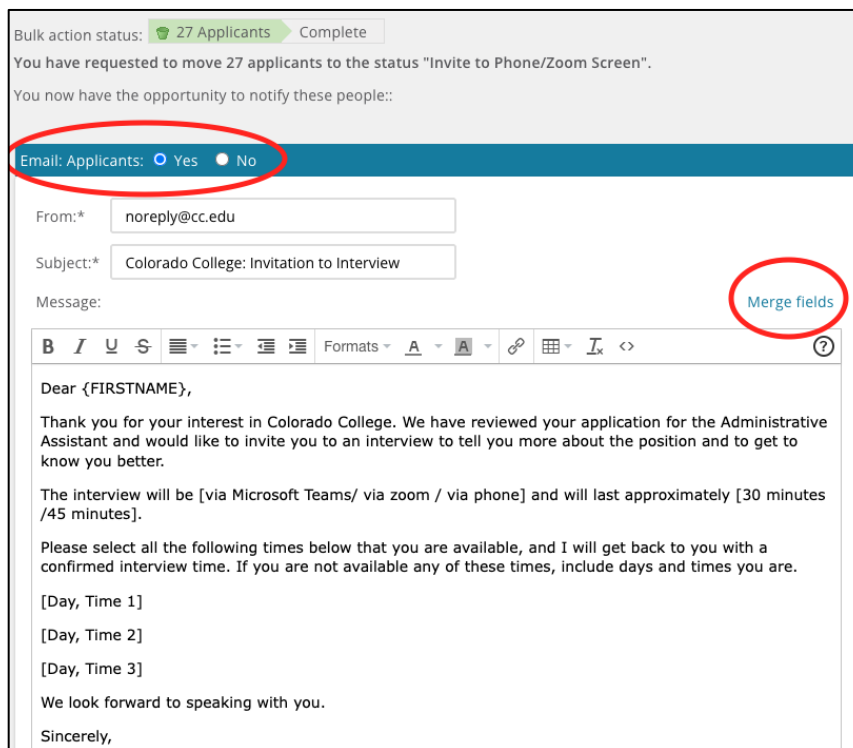 Bulk action status: 27 Applicants Complete
You have requested to move 27 applicants to the status "Invite to Phone/Zoom Screen".
You now have the opportunity to notify these people::
Email: Applicants: Yes No
From:* noreply@cc.edu
Subject:* Colorado College: Invitation to Interview
Message: Merge fields
B I U S Formats A A Tx <> ?
Dear {FIRSTNAME},
Thank you for your interest in Colorado College. We have reviewed your application for the Administrative
Assistant and would like to invite you to an interview to tell you more about the position and to get to
know you better.
The interview will be [via Microsoft Teams/ via zoom / via phone] and will last approximately [30 minutes
/45 minutes].
Please select all the following times below that you are available, and I will get back to you with a
confirmed interview time. If you are not available any of these times, include days and times you are.
[Day, Time 1]
[Day, Time 2]
[Day, Time 3]
We look forward to speaking with you.
Sincerely,